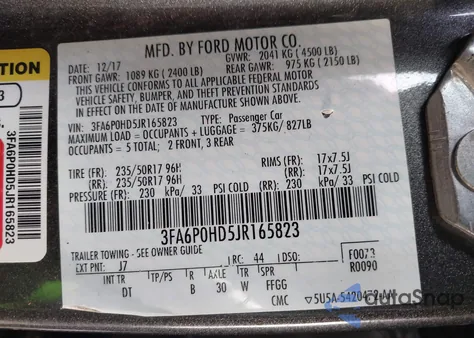 MFD. BY FORD MOTOR CO.
DATE: 12/17 GVWR: 2041 KG ( 4500 LB)
FRONT GAWR: 1089 KG ( 2400 LB) REAR GAWR: 975 KG ( 2150 LB)
THIS VEHICLE CONFORMS TO ALL APPLICABLE FEDERAL MOTOR
VEHICLE SAFETY, BUMPER, AND THEFT PREVENTION STANDARDS
IN EFFECT ON THE DATE OF MANUFACTURE SHOWN ABOVE.
VIN: 3FA6P0HD5JR165823 TYPE: Passenger Car
MAXIMUM LOAD = OCCUPANTS + LUGGAGE = 375KG/827LB
OCCUPANTS = 5 TOTAL; 2 FRONT, 3 REAR
TIRE (FR): 235/50R17 96H RIMS (FR): 17x7.5J
(RR): 235/50R17 96H (RR): 17x7.5J
PRESSURE (FR): 230 kPa/ 33 PSI COLD (RR): 230 kPa/ 33 PSI COLD
3FA6P0HD5JR165823
TRAILER TOWING - SEE OWNER GUIDE
EXT PNT: J7 RC: 44 DSO: F0073
R0090
INT TR TP/PS R AXLE TR SPR
DT B 30 W FFGG
CMC 5U5A-5420472-AA
TION
3
3FA6P0HD5JR165823
autoSnap